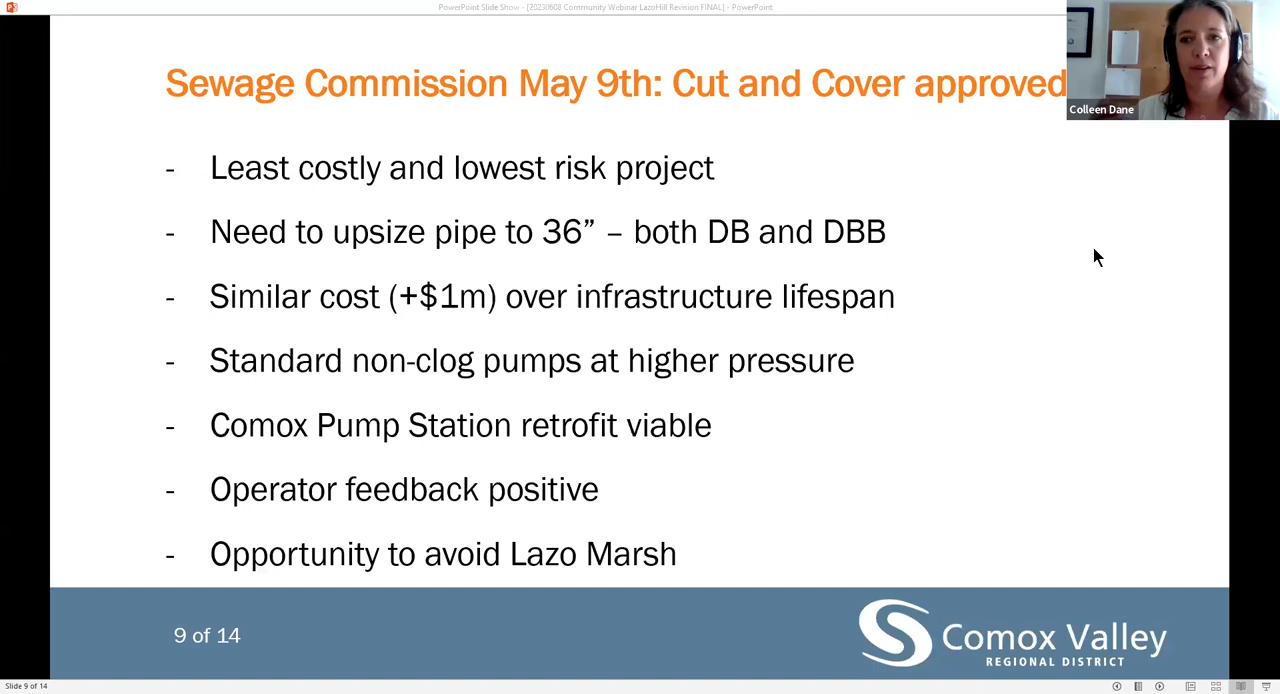 PowerPoint Slide Show - [20230608 Community Webinar LazoHill Revision FINAL] - PowerPoint
Sewage Commission May 9th: Cut and Cover approved
Colleen Dane
- Least costly and lowest risk project
- Need to upsize pipe to 36” – both DB and DBB
- Similar cost (+$1m) over infrastructure lifespan
- Standard non-clog pumps at higher pressure
- Comox Pump Station retrofit viable
- Operator feedback positive
- Opportunity to avoid Lazo Marsh
9 of 14
Comox Valley
REGIONAL DISTRICT
Slide 9 of 14